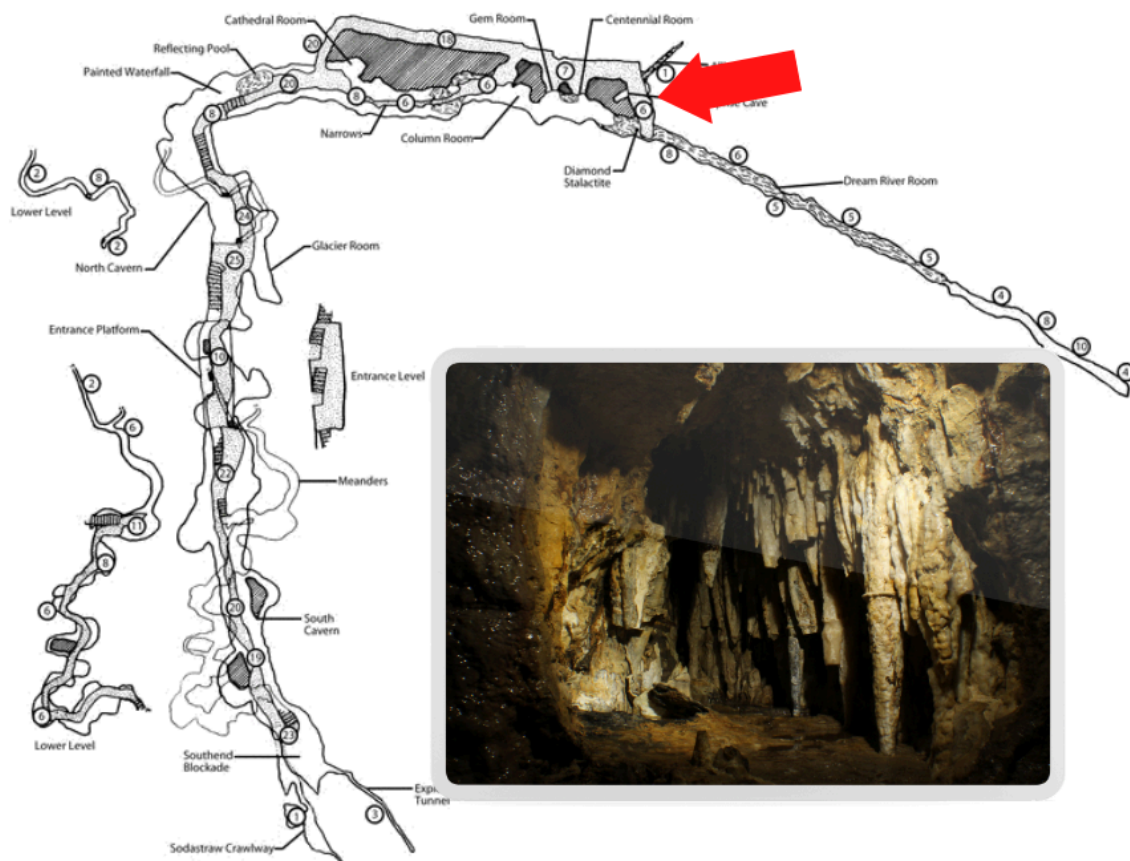 Cathedral Room
Gem Room
Centennial Room
Reflecting Pool
Painted Waterfall
20
18
7
1
20
8
6
6
6
Cave
8
Narrows
Column Room
Diamond
Stalactite
8
6
Dream River Room
5
5
5
4
8
10
4
2
8
Lower Level
2
24
North Cavern
25
Glacier Room
Entrance Platform
10
Entrance Level
2
6
22
Meanders
11
8
6
20
South
Cavern
19
6
Lower Level
23
Southend
Blockade
Tunnel
1
3
Sodastraw Crawlway